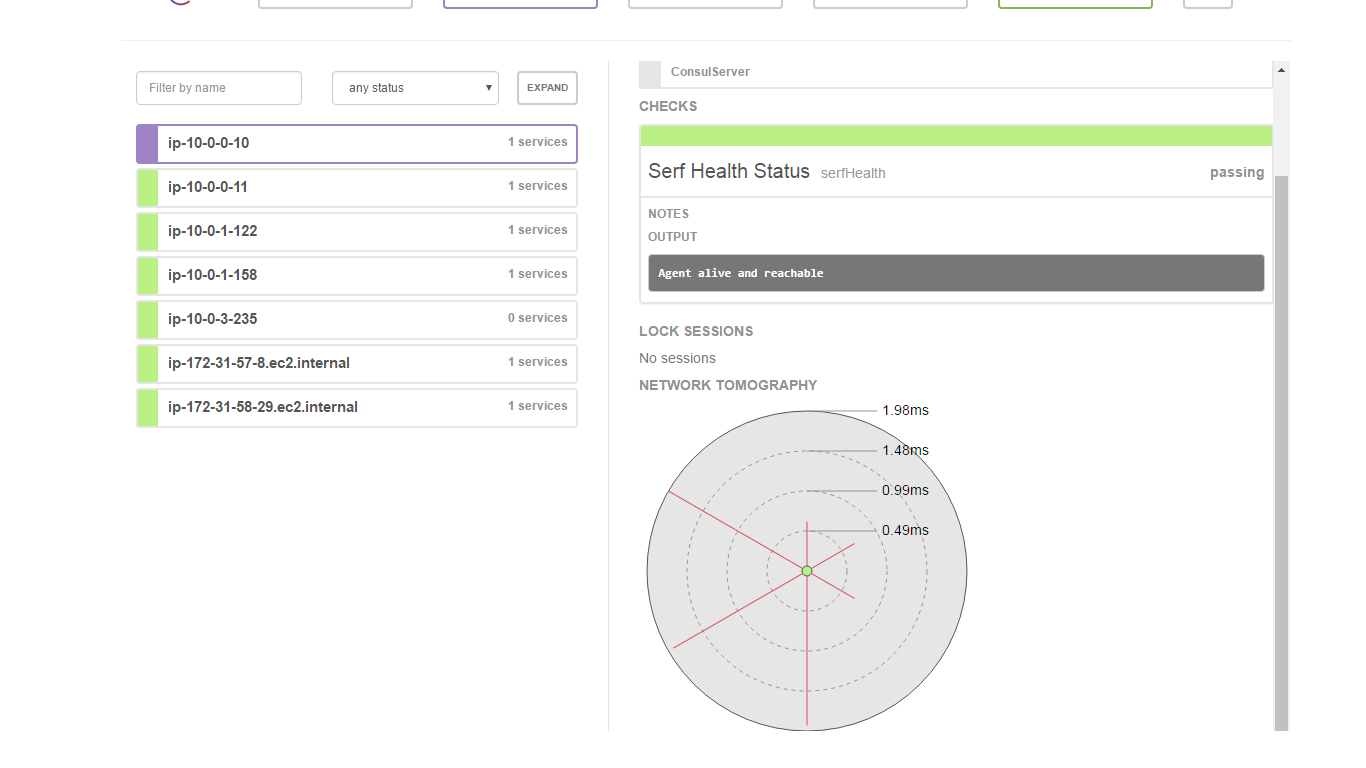 Filter by name
any status
EXPAND
ip-10-0-0-10 1 services
ip-10-0-0-11 1 services
ip-10-0-1-122 1 services
ip-10-0-1-158 1 services
ip-10-0-3-235 0 services
ip-172-31-57-8.ec2.internal 1 services
ip-172-31-58-29.ec2.internal 1 services
ConsulServer
CHECKS
Serf Health Status serfHealth passing
NOTES
OUTPUT
Agent alive and reachable
LOCK SESSIONS
No sessions
NETWORK TOMOGRAPHY
1.98ms
1.48ms
0.99ms
0.49ms